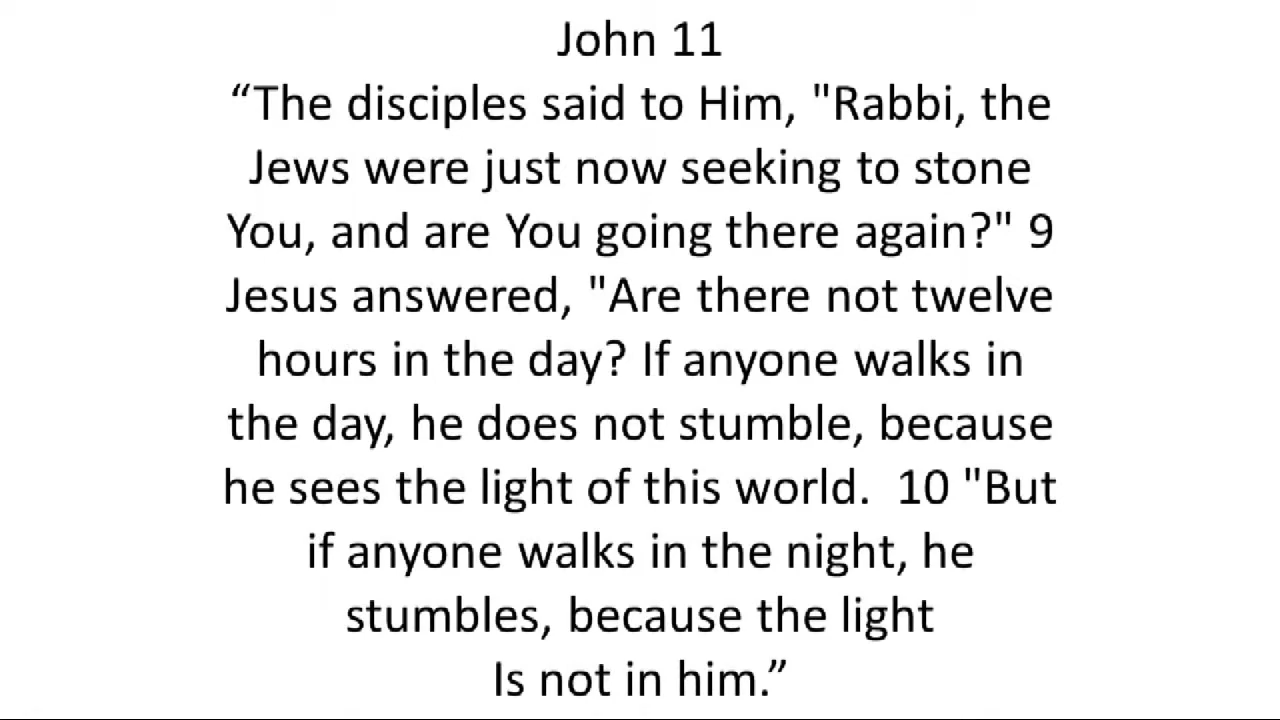 John 11
“The disciples said to Him, "Rabbi, the
Jews were just now seeking to stone
You, and are You going there again?" 9
Jesus answered, "Are there not twelve
hours in the day? If anyone walks in
the day, he does not stumble, because
he sees the light of this world.  10 "But
if anyone walks in the night, he
stumbles, because the light
Is not in him.”